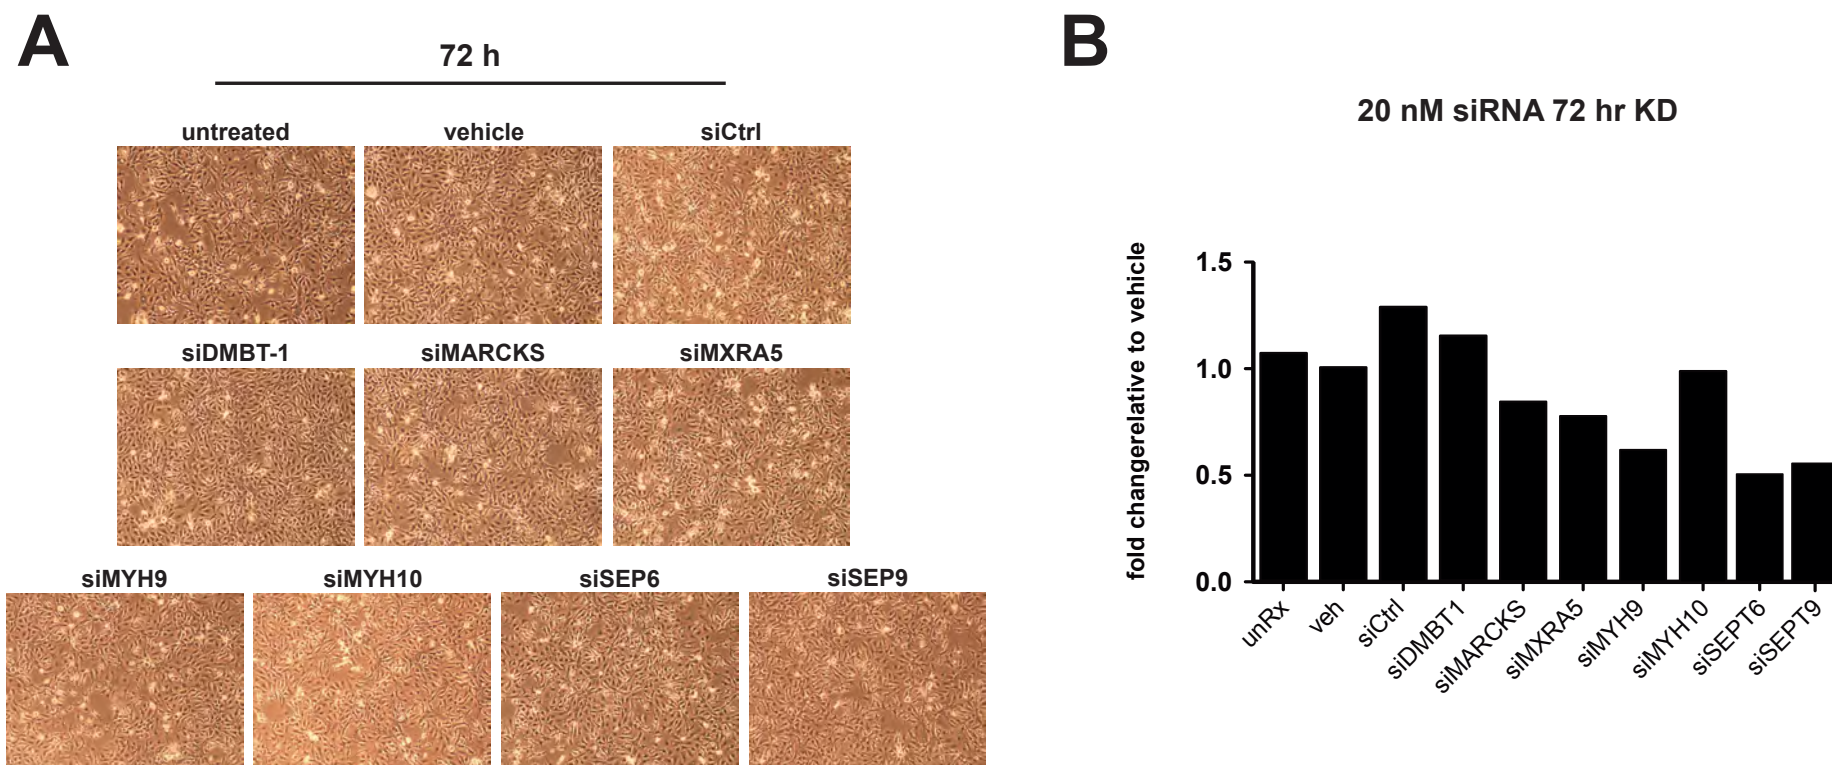 A
72 h
untreated vehicle siCtrl
siDMBT-1 siMARCKS siMXRA5
siMYH9 siMYH10 siSEP6 siSEP9
B
20 nM siRNA 72 hr KD
fold changerelative to vehicle
1.5
1.0
0.5
0.0
unRx veh siCtrl siDMBT1 siMARCKS siMXRA5 siMYH9 siMYH10 siSEPT6 siSEPT9